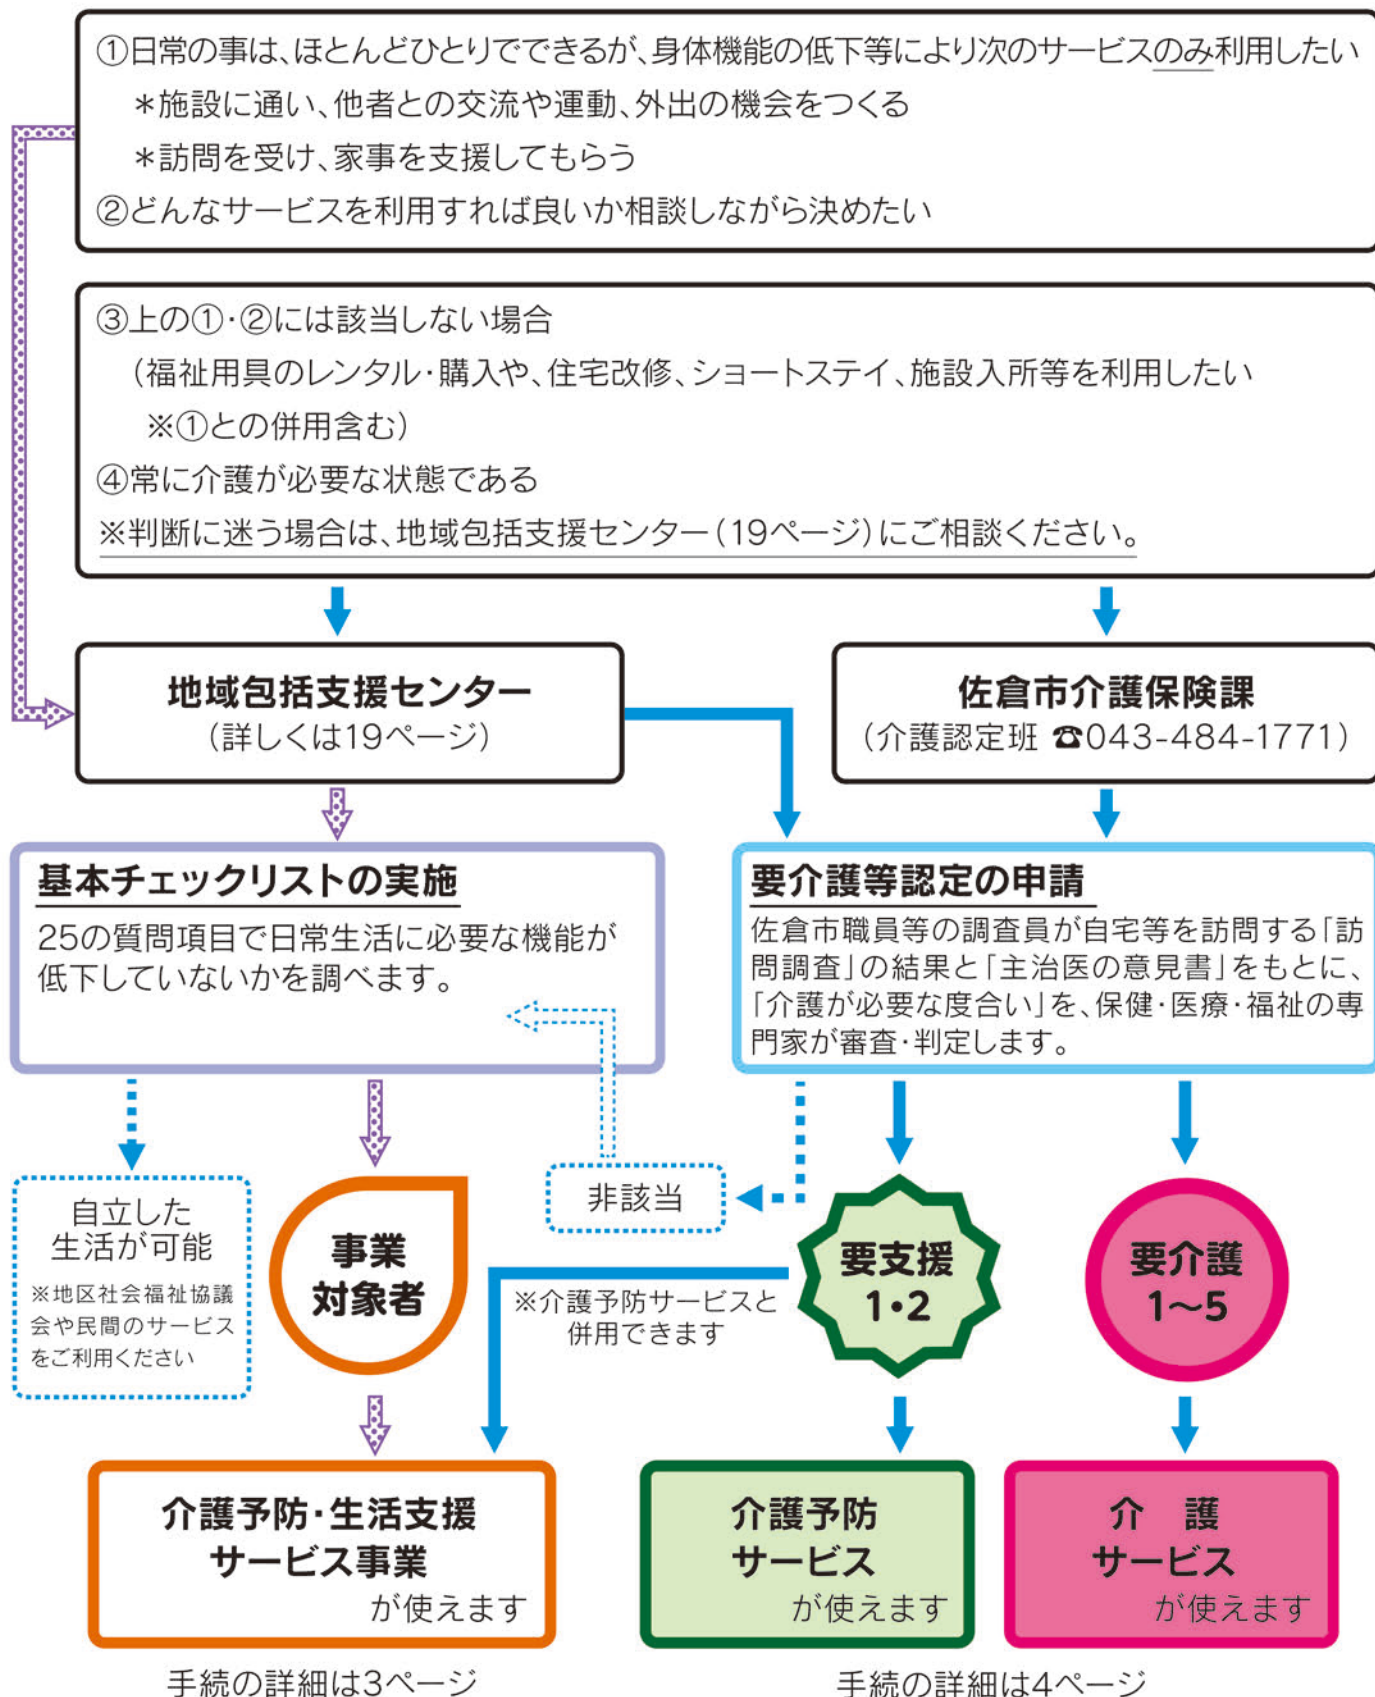 ①日常の事は、ほとんどひとりでできるが、身体機能の低下等により次のサービスのみ利用したい
＊施設に通い、他者との交流や運動、外出の機会をつくる
＊訪問を受け、家事を支援してもらう
②どんなサービスを利用すれば良いか相談しながら決めたい
③上の①・②には該当しない場合
（福祉用具のレンタル・購入や、住宅改修、ショートステイ、施設入所等を利用したい
※①との併用含む）
④常に介護が必要な状態である
※判断に迷う場合は、地域包括支援センター（19ページ）にご相談ください。
地域包括支援センター
（詳しくは19ページ）
佐倉市介護保険課
（介護認定班 ☎043-484-1771）
基本チェックリストの実施
25の質問項目で日常生活に必要な機能が
低下していないかを調べます。
要介護等認定の申請
佐倉市職員等の調査員が自宅等を訪問する「訪
問調査」の結果と「主治医の意見書」をもとに、
「介護が必要な度合い」を、保健・医療・福祉の専
門家が審査・判定します。
自立した
生活が可能
※地区社会福祉協議
会や民間のサービス
をご利用ください
事業
対象者
非該当
※介護予防サービスと
併用できます
要支援
1・2
要介護
1〜5
介護予防・生活支援
サービス事業
が使えます
介護予防
サービス
が使えます
介　護
サービス
が使えます
手続の詳細は3ページ
手続の詳細は4ページ